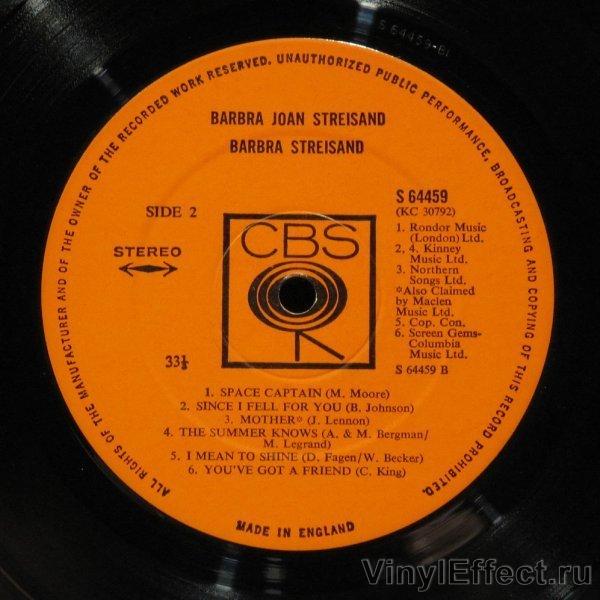 S 64459-B1
ALL RIGHTS OF THE MANUFACTURER AND OF THE OWNER OF THE RECORDED WORK RESERVED. UNAUTHORIZED PUBLIC PERFORMANCE, BROADCASTING AND COPYING OF THIS RECORD PROHIBITED.
BARBRA JOAN STREISAND
BARBRA STREISAND
SIDE 2
STEREO
33⅓
CBS
S 64459
(KC 30792)
1. Rondor Music
(London) Ltd.
2. 4. Kinney
Music Ltd.
3. Northern
Songs Ltd.
*Also Claimed
by Maclen
Music Ltd.
5. Cop. Con.
6. Screen Gems-
Columbia
Music Ltd.
S 64459 B
1. SPACE CAPTAIN (M. Moore)
2. SINCE I FELL FOR YOU (B. Johnson)
3. MOTHER* (J. Lennon)
4. THE SUMMER KNOWS (A. & M. Bergman/
M. Legrand)
5. I MEAN TO SHINE (D. Fagen/W. Becker)
6. YOU'VE GOT A FRIEND (C. King)
MADE IN ENGLAND
VinylEffect.ru